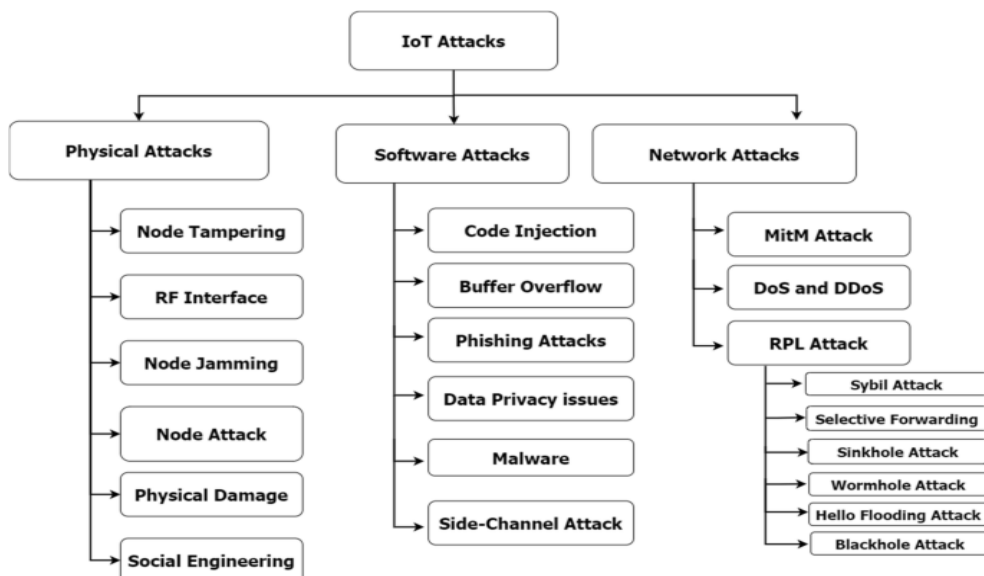 IoT Attacks
Physical Attacks
Node Tampering
RF Interface
Node Jamming
Node Attack
Physical Damage
Social Engineering
Software Attacks
Code Injection
Buffer Overflow
Phishing Attacks
Data Privacy issues
Malware
Side-Channel Attack
Network Attacks
MitM Attack
DoS and DDoS
RPL Attack
Sybil Attack
Selective Forwarding
Sinkhole Attack
Wormhole Attack
Hello Flooding Attack
Blackhole Attack